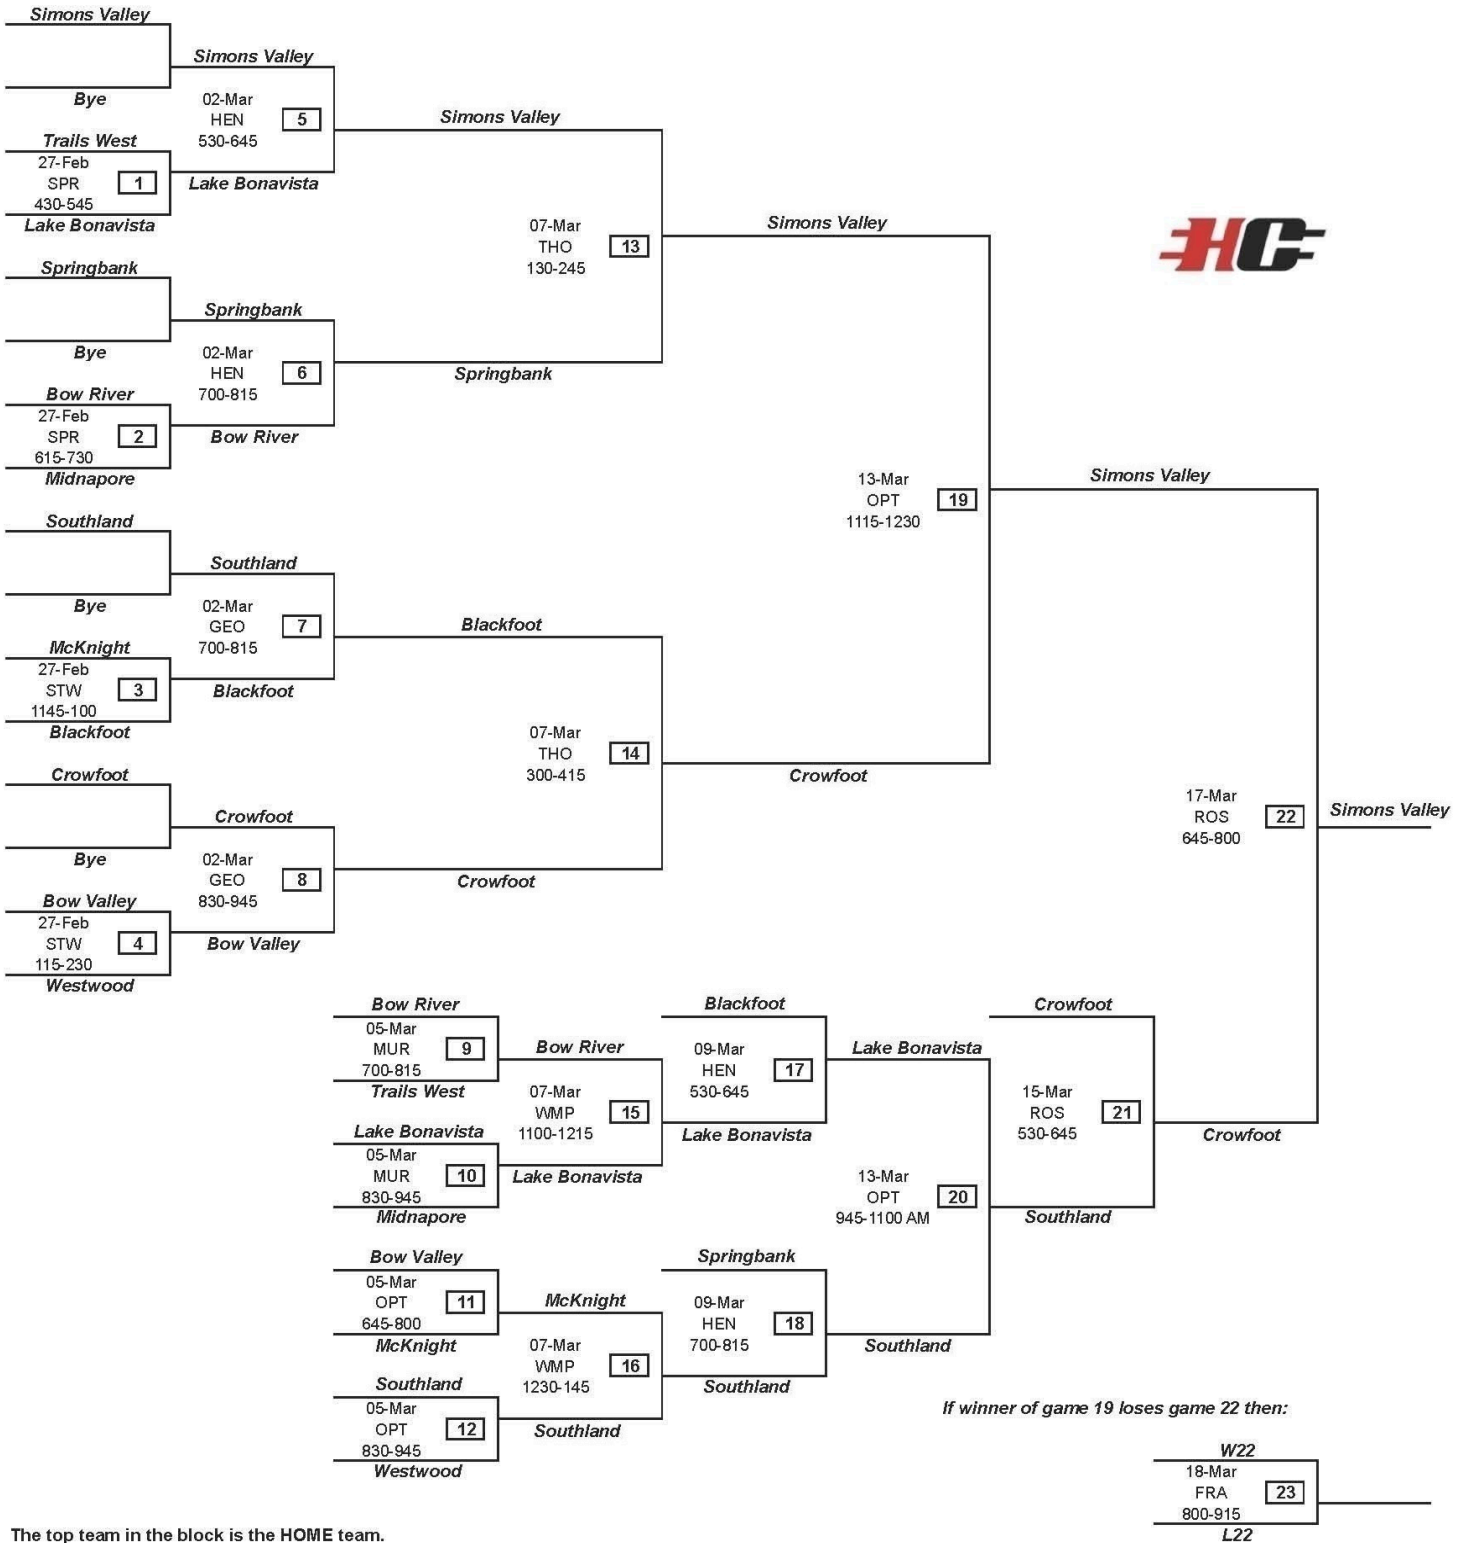 Simons Valley
Bye
Simons Valley
02-Mar
HEN
530-645
5
Trails West
27-Feb
SPR
430-545
1
Lake Bonavista
Lake Bonavista
Simons Valley
07-Mar
THO
130-245
13
Springbank
Bye
Springbank
02-Mar
HEN
700-815
6
Bow River
27-Feb
SPR
615-730
2
Midnapore
Bow River
Springbank
Simons Valley
HC
13-Mar
OPT
1115-1230
19
Southland
Bye
Southland
02-Mar
GEO
700-815
7
McKnight
27-Feb
STW
1145-100
3
Blackfoot
Blackfoot
Blackfoot
07-Mar
THO
300-415
14
Crowfoot
Bye
Crowfoot
02-Mar
GEO
830-945
8
Bow Valley
27-Feb
STW
115-230
4
Westwood
Bow Valley
Crowfoot
Crowfoot
Simons Valley
17-Mar
ROS
645-800
22
Simons Valley
Bow River
05-Mar
MUR
700-815
9
Trails West
Bow River
07-Mar
WMP
1100-1215
15
Lake Bonavista
05-Mar
MUR
830-945
10
Midnapore
Lake Bonavista
Blackfoot
09-Mar
HEN
530-645
17
Lake Bonavista
Lake Bonavista
13-Mar
OPT
945-1100 AM
20
Crowfoot
15-Mar
ROS
530-645
21
Southland
Crowfoot
Bow Valley
05-Mar
OPT
645-800
11
McKnight
McKnight
07-Mar
WMP
1230-145
16
Southland
05-Mar
OPT
830-945
12
Westwood
Southland
Springbank
09-Mar
HEN
700-815
18
Southland
Southland
If winner of game 19 loses game 22 then:
W22
18-Mar
FRA
800-915
23
L22
The top team in the block is the HOME team.